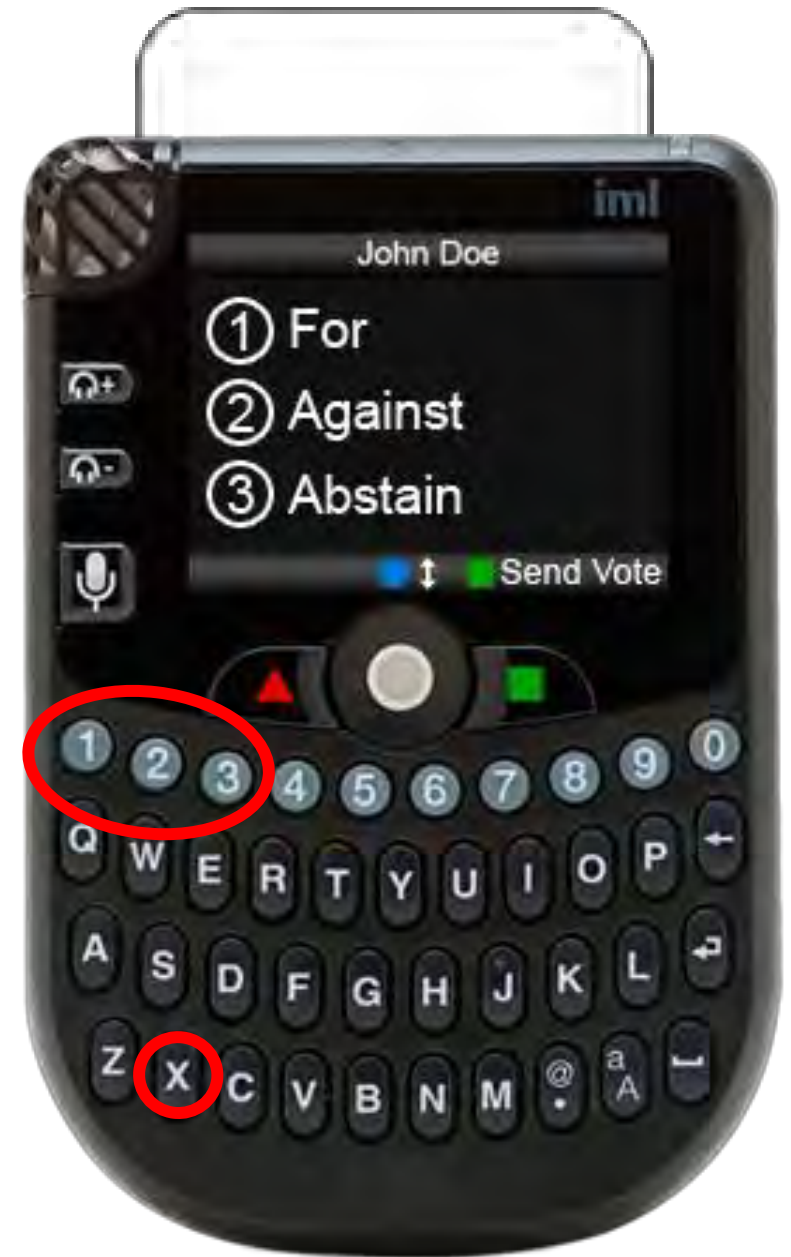 iml
John Doe
1 For
2 Against
3 Abstain
Send Vote
1 2 3 4 5 6 7 8 9 0
Q W E R T Y U I O P
A S D F G H J K L
Z X C V B N M @ . a A